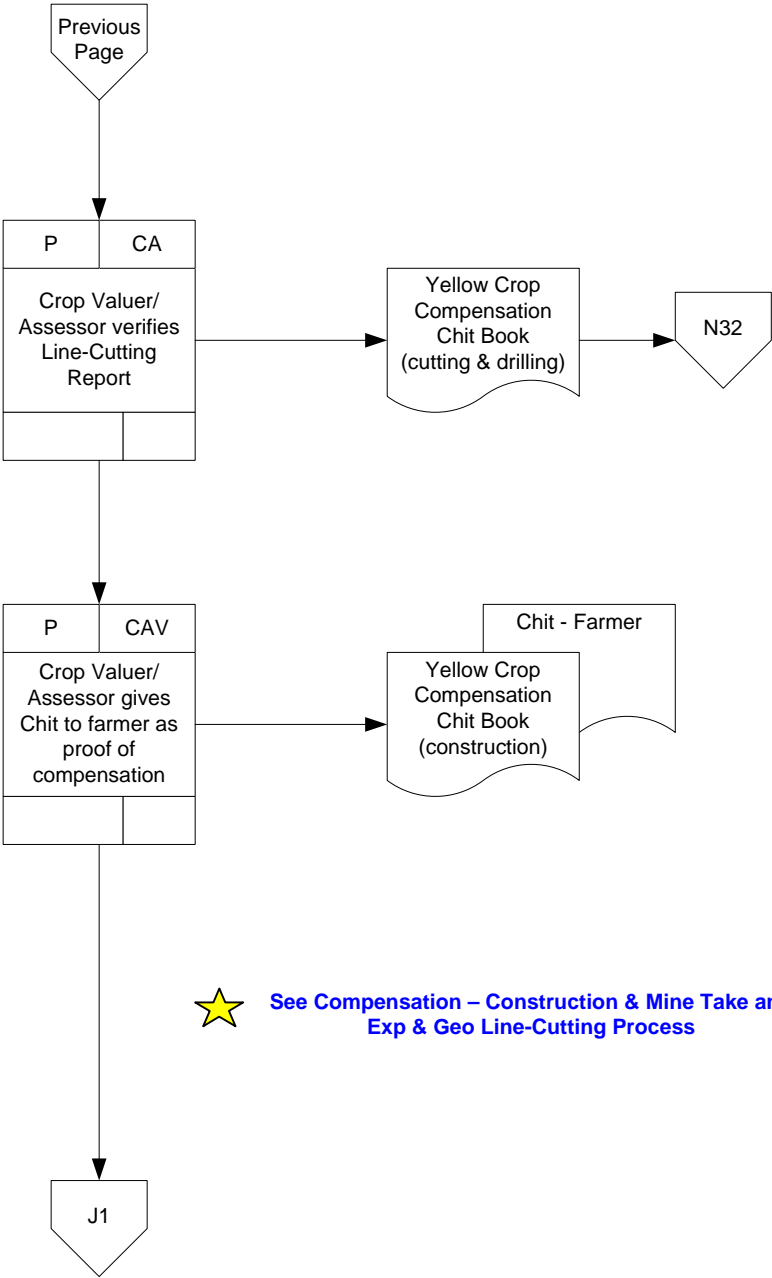 Previous
Page
P
CA
Crop Valuer/
Assessor verifies
Line-Cutting
Report
Yellow Crop
Compensation
Chit Book
(cutting & drilling)
N32
P
CAV
Crop Valuer/
Assessor gives
Chit to farmer as
proof of
compensation
Chit - Farmer
Yellow Crop
Compensation
Chit Book
(construction)
See Compensation – Construction & Mine Take
Exp & Geo Line-Cutting Process
J1